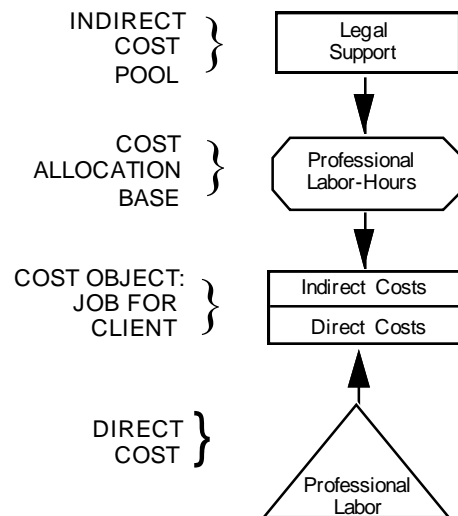 INDIRECT
COST
POOL
Legal
Support
COST
ALLOCATION
BASE
Professional
Labor-Hours
COST OBJECT:
JOB FOR
CLIENT
Indirect Costs
Direct Costs
DIRECT
COST
Professional
Labor